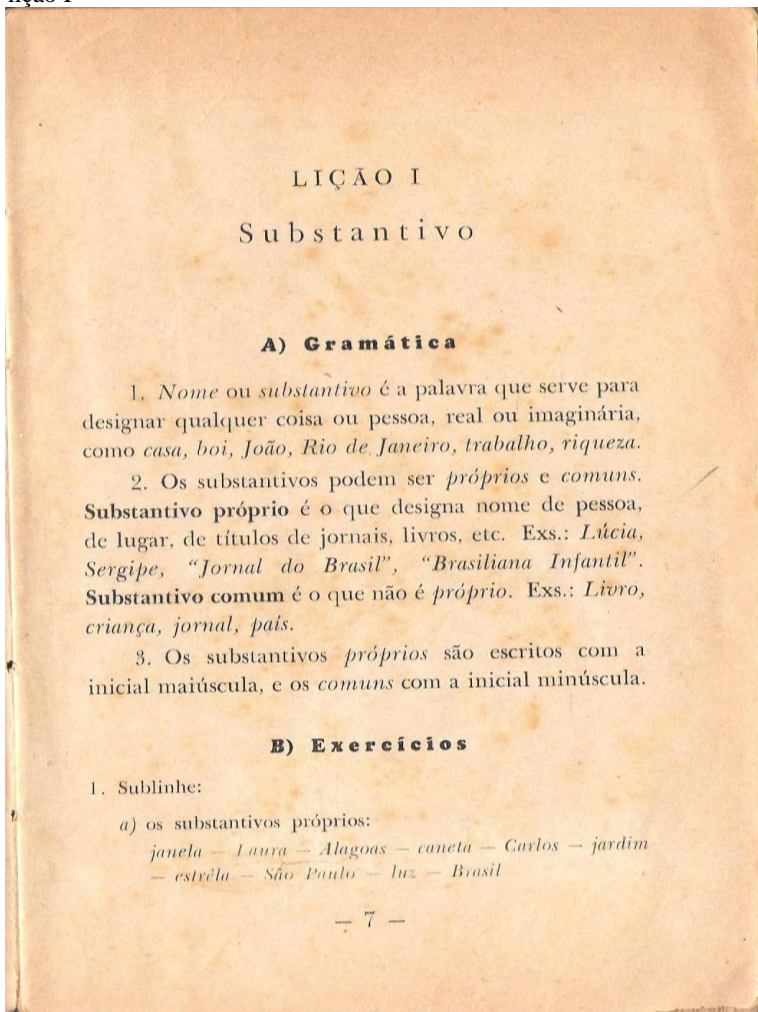 LIÇÃO I
Substantivo
A) Gramática
1. Nome ou substantivo é a palavra que serve para
designar qualquer coisa ou pessoa, real ou imaginária,
como casa, boi, João, Rio de Janeiro, trabalho, riqueza.
2. Os substantivos podem ser próprios e comuns.
Substantivo próprio é o que designa nome de pessoa,
de lugar, de títulos de jornais, livros, etc. Exs.: Lúcia,
Sergipe, “Jornal do Brasil”, “Brasiliana Infantil”.
Substantivo comum é o que não é próprio. Exs.: Livro,
criança, jornal, país.
3. Os substantivos próprios são escritos com a
inicial maiúscula, e os comuns com a inicial minúscula.
B) Exercícios
1. Sublinhe:
a) os substantivos próprios:
janela — Laura — Alagoas — caneta — Carlos — jardim
— estrêla — São Paulo — luz — Brasil
— 7 —